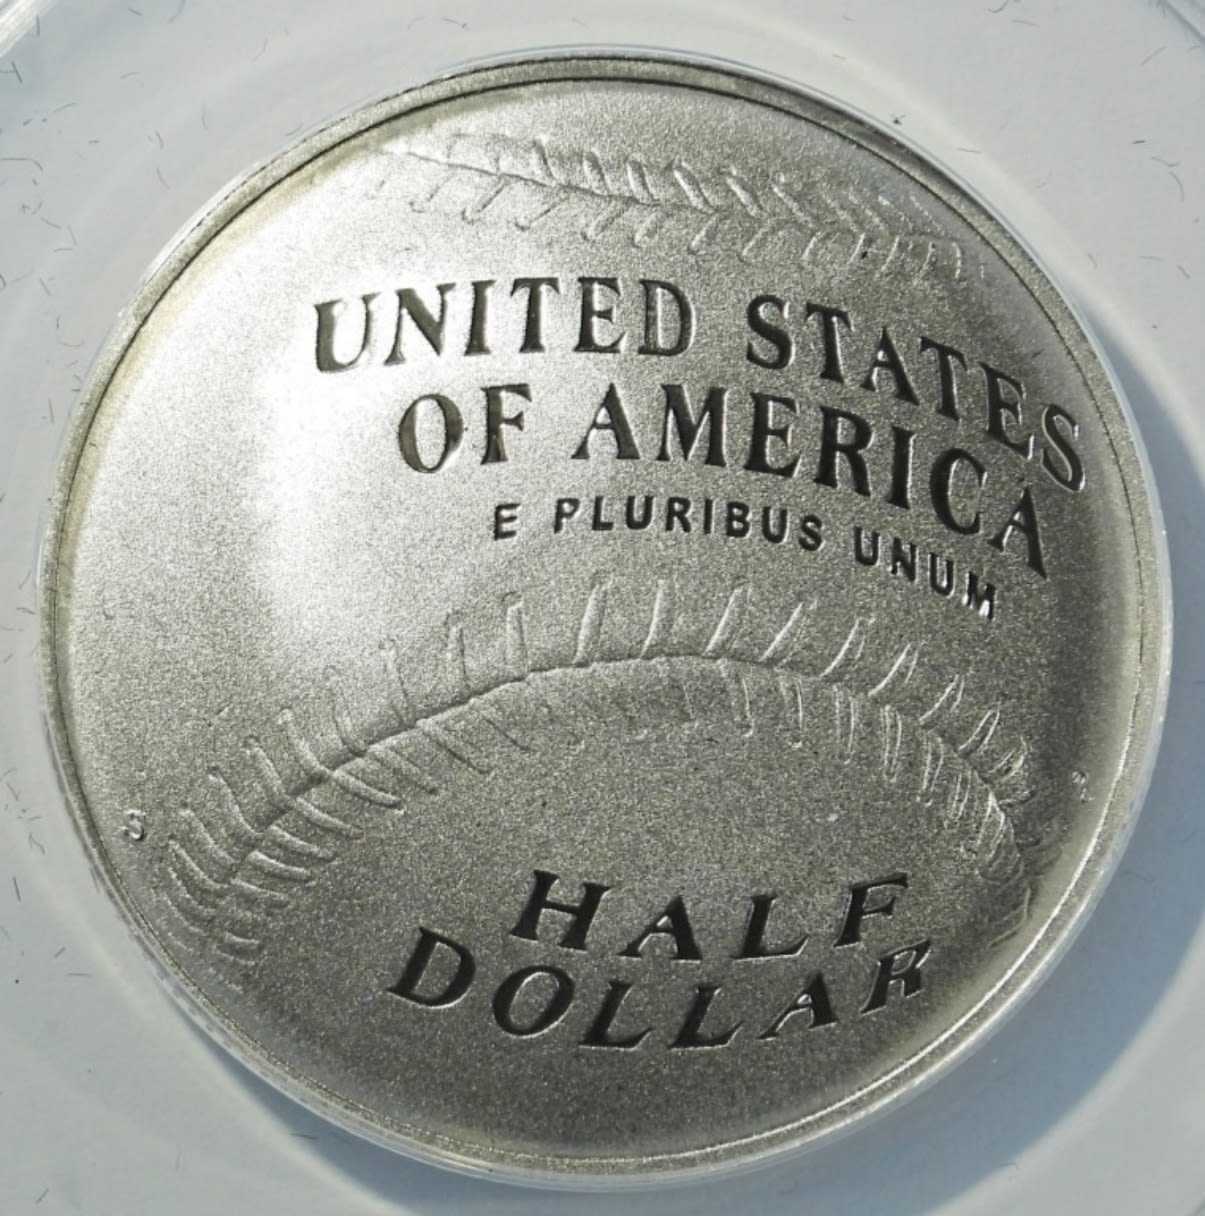 UNITED STATES
OF AMERICA
E PLURIBUS UNUM
S
HALF
DOLLAR